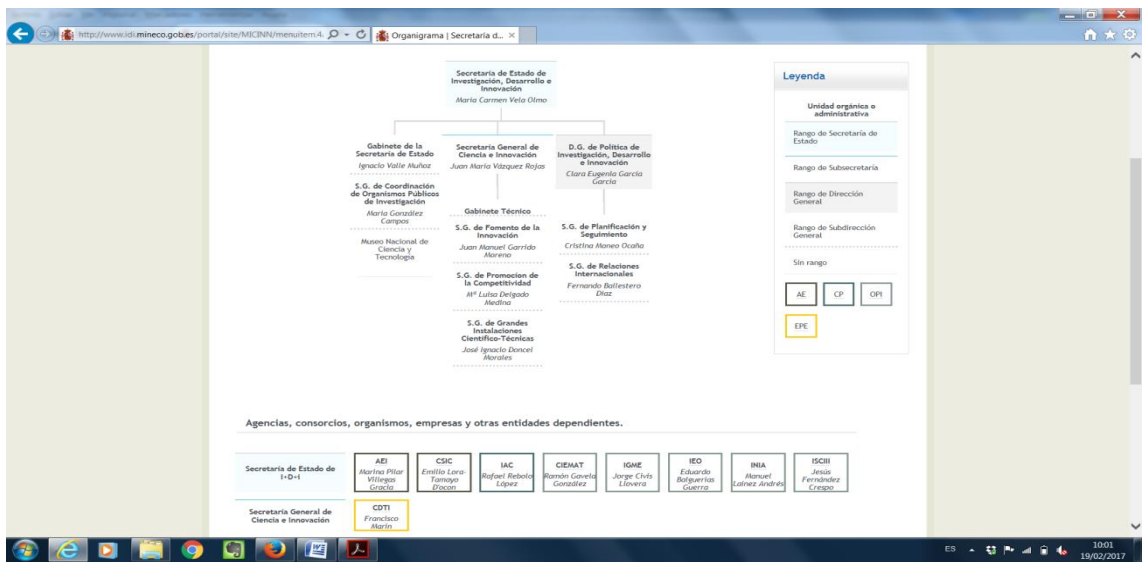 http://www.idi.mineco.gob.es/portal/site/MICINN/menuitem.4.
Organigrama | Secretaría d...
Secretaría de Estado de
Investigación, Desarrollo e
Innovación
María Carmen Vela Olmo
Gabinete de la
Secretaría de Estado
Ignacio Valle Muñoz
S.G. de Coordinación
de Organismos Públicos
de Investigación
María González
Campos
Museo Nacional de
Ciencia y
Tecnología
Secretaría General de
Ciencia e Innovación
Juan María Vázquez Rojas
Gabinete Técnico
S.G. de Fomento de la
Innovación
Juan Manuel Garrido
Moreno
S.G. de Promocion de
la Competitividad
Mª Luisa Delgado
Medina
S.G. de Grandes
Instalaciones
Científico-Técnicas
José Ignacio Doncel
Morales
D.G. de Política de
Investigación, Desarrollo
e Innovación
Clara Eugenia García
García
S.G. de Planificación y
Seguimiento
Cristina Moneo Ocaña
S.G. de Relaciones
Internacionales
Fernando Ballestero
Díaz
Leyenda
Unidad orgánica o
administrativa
Rango de Secretaría de
Estado
Rango de Subsecretaría
Rango de Dirección
General
Rango de Subdirección
General
Sin rango
AE CP OPI
EPE
Agencias, consorcios, organismos, empresas y otras entidades dependientes.
Secretaría de Estado de
I+D+I
AEI
Marina Pilar
Villegas
Gracia
CSIC
Emilio Lora-
Tamayo
D'ocon
IAC
Rafael Rebolo
López
CIEMAT
Ramón Gavela
González
IGME
Jorge Civis
Llovera
IEO
Eduardo
Balguerías
Guerra
INIA
Manuel
Lainez Andrés
ISCIII
Jesús
Fernández
Crespo
Secretaría General de
Ciencia e Innovación
CDTI
Francisco
Marín
ES
10:01
19/02/2017